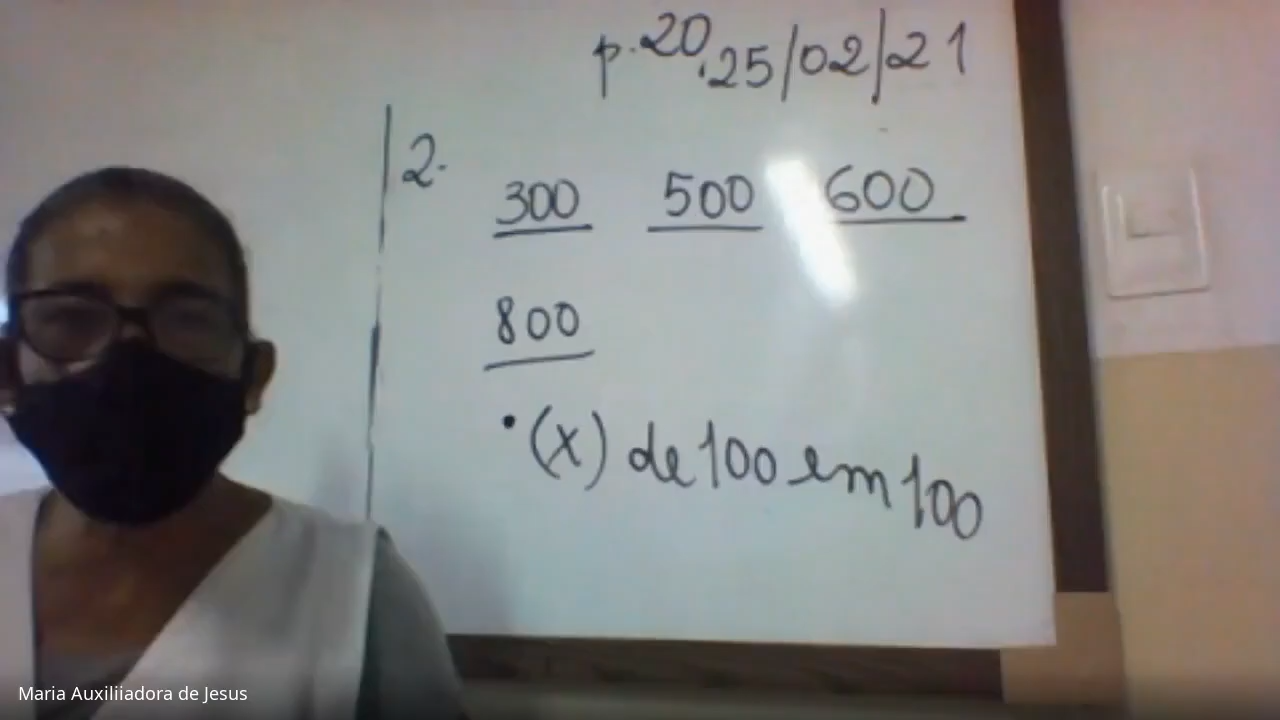 p. 20, 25/02/21
2. 300 500 600
800
• (x) de 100 em 100
Maria Auxiliiadora de Jesus